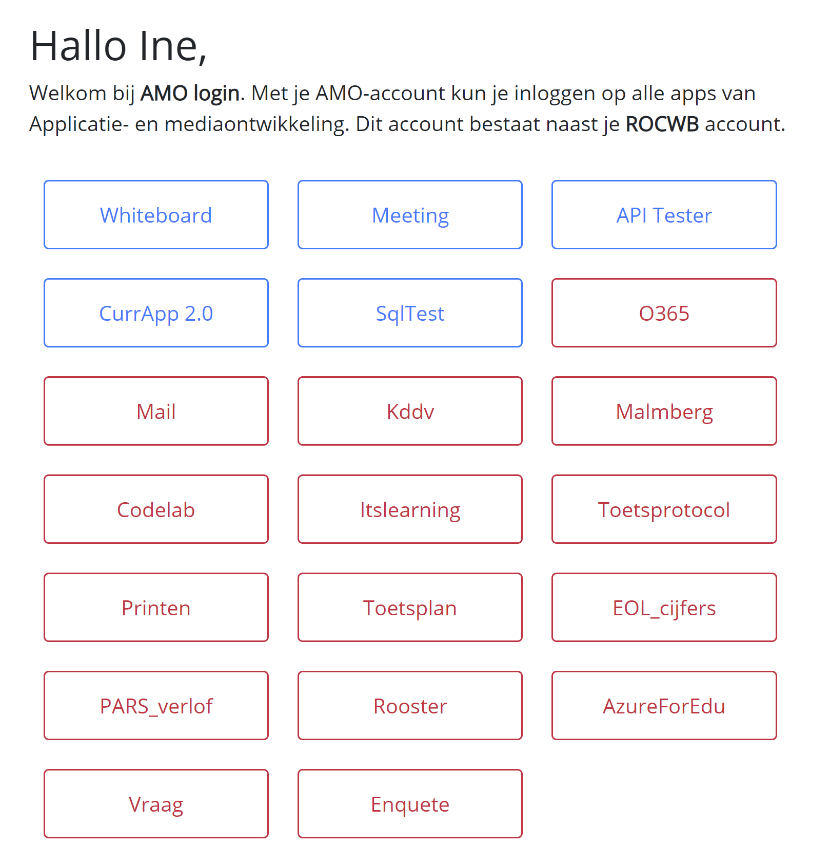 Hallo Ine,
Welkom bij AMO login. Met je AMO-account kun je inloggen op alle apps van
Applicatie- en mediaontwikkeling. Dit account bestaat naast je ROCWB account.
Whiteboard
Meeting
API Tester
CurrApp 2.0
SqlTest
O365
Mail
Kddv
Malmberg
Codelab
Itslearning
Toetsprotocol
Printen
Toetsplan
EOL_cijfers
PARS_verlof
Rooster
AzureForEdu
Vraag
Enquete